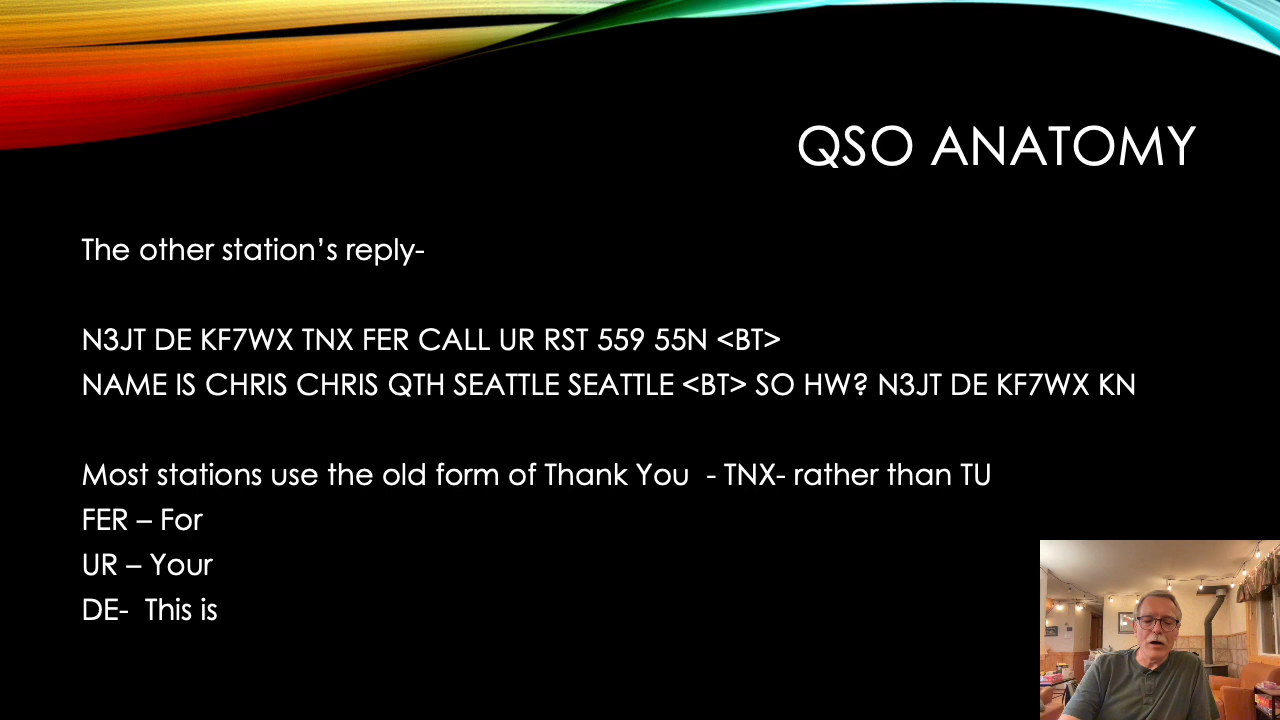 QSO ANATOMY
The other station’s reply-
N3JT DE KF7WX TNX FER CALL UR RST 559 55N <BT>
NAME IS CHRIS CHRIS QTH SEATTLE SEATTLE <BT> SO HW? N3JT DE KF7WX KN
Most stations use the old form of Thank You  - TNX- rather than TU
FER – For
UR – Your
DE-  This is